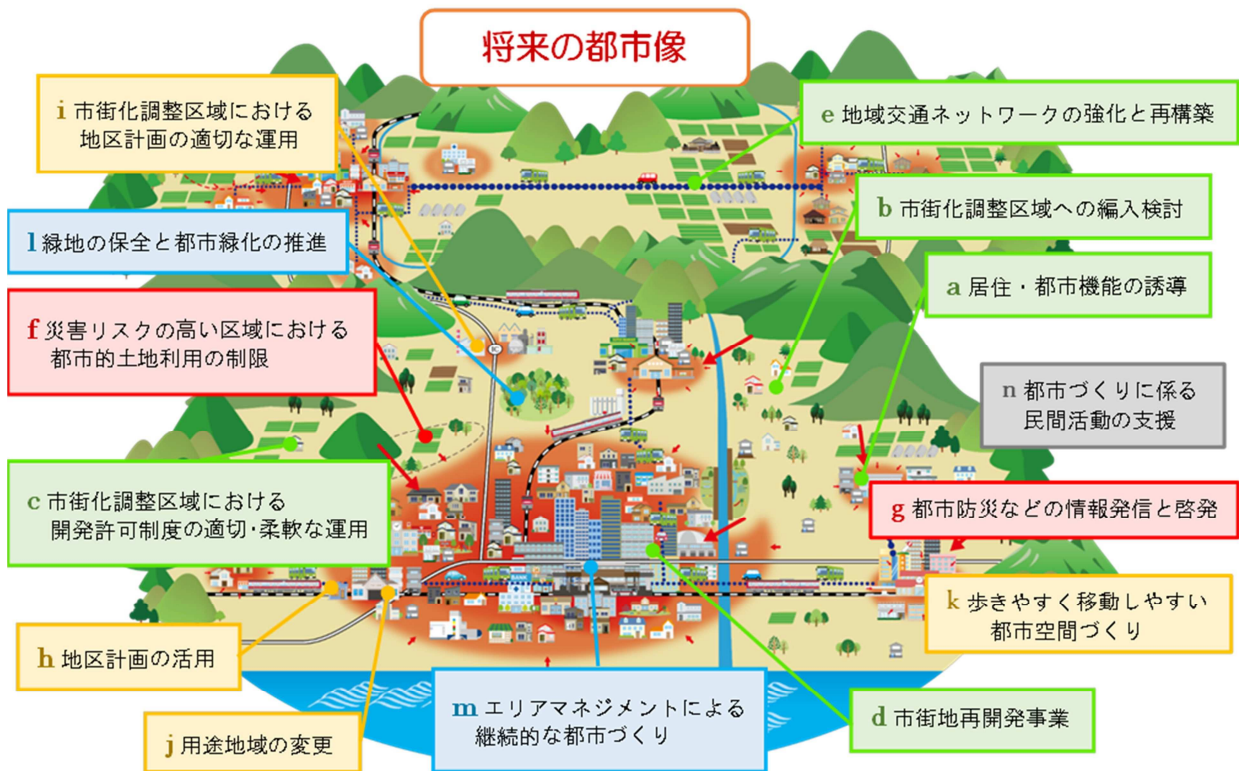 将来の都市像
i 市街化調整区域における
地区計画の適切な運用
e 地域交通ネットワークの強化と再構築
b 市街化調整区域への編入検討
l 緑地の保全と都市緑化の推進
a 居住・都市機能の誘導
f 災害リスクの高い区域における
都市的土地利用の制限
n 都市づくりに係る
民間活動の支援
c 市街化調整区域における
開発許可制度の適切・柔軟な運用
g 都市防災などの情報発信と啓発
k 歩きやすく移動しやすい
都市空間づくり
h 地区計画の活用
m エリアマネジメントによる
継続的な都市づくり
d 市街地再開発事業
j 用途地域の変更
IC
BANK